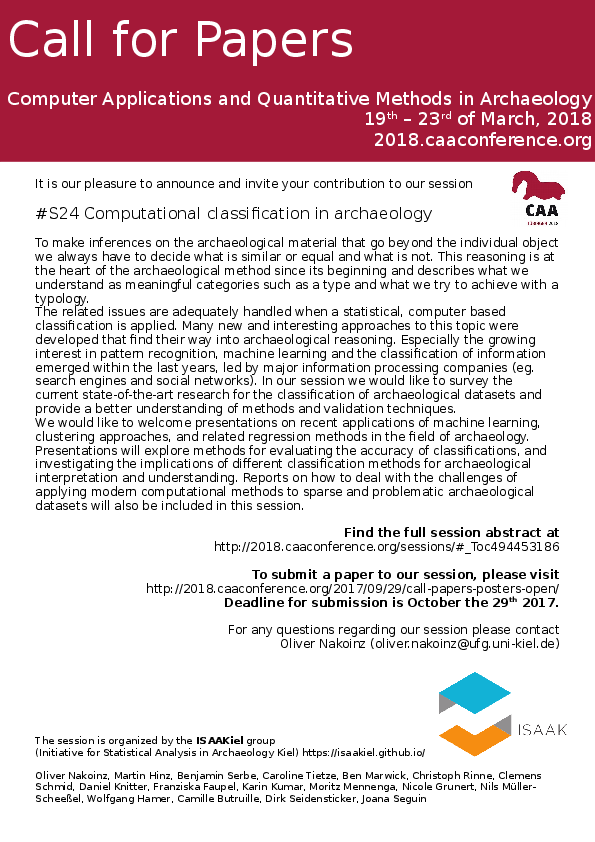 Call for Papers
Computer Applications and Quantitative Methods in Archaeology
19th – 23rd of March, 2018
2018.caaconference.org
It is our pleasure to announce and invite your contribution to our session
CAA
#S24 Computational classification in archaeology
To make inferences on the archaeological material that go beyond the individual object
we always have to decide what is similar or equal and what is not. This reasoning is at
the heart of the archaeological method since its beginning and describes what we
understand as meaningful categories such as a type and what we try to achieve with a
typology.
The related issues are adequately handled when a statistical, computer based
classification is applied. Many new and interesting approaches to this topic were
developed that find their way into archaeological reasoning. Especially the growing
interest in pattern recognition, machine learning and the classification of information
emerged within the last years, led by major information processing companies (eg.
search engines and social networks). In our session we would like to survey the
current state-of-the-art research for the classification of archaeological datasets and
provide a better understanding of methods and validation techniques.
We would like to welcome presentations on recent applications of machine learning,
clustering approaches, and related regression methods in the field of archaeology.
Presentations will explore methods for evaluating the accuracy of classifications, and
investigating the implications of different classification methods for archaeological
interpretation and understanding. Reports on how to deal with the challenges of
applying modern computational methods to sparse and problematic archaeological
datasets will also be included in this session.
Find the full session abstract at
http://2018.caaconference.org/sessions/#_Toc494453186
To submit a paper to our session, please visit
http://2018.caaconference.org/2017/09/29/call-papers-posters-open/
Deadline for submission is October the 29th 2017.
For any questions regarding our session please contact
Oliver Nakoinz (oliver.nakoinz@ufg.uni-kiel.de)
ISAAK
The session is organized by the ISAAKiel group
(Initiative for Statistical Analysis in Archaeology Kiel) https://isaakiel.github.io/
Oliver Nakoinz, Martin Hinz, Benjamin Serbe, Caroline Tietze, Ben Marwick, Christoph Rinne, Clemens
Schmid, Daniel Knitter, Franziska Faupel, Karin Kumar, Moritz Mennenga, Nicole Grunert, Nils Müller-
Scheeßel, Wolfgang Hamer, Camille Butruille, Dirk Seidensticker, Joana Seguin